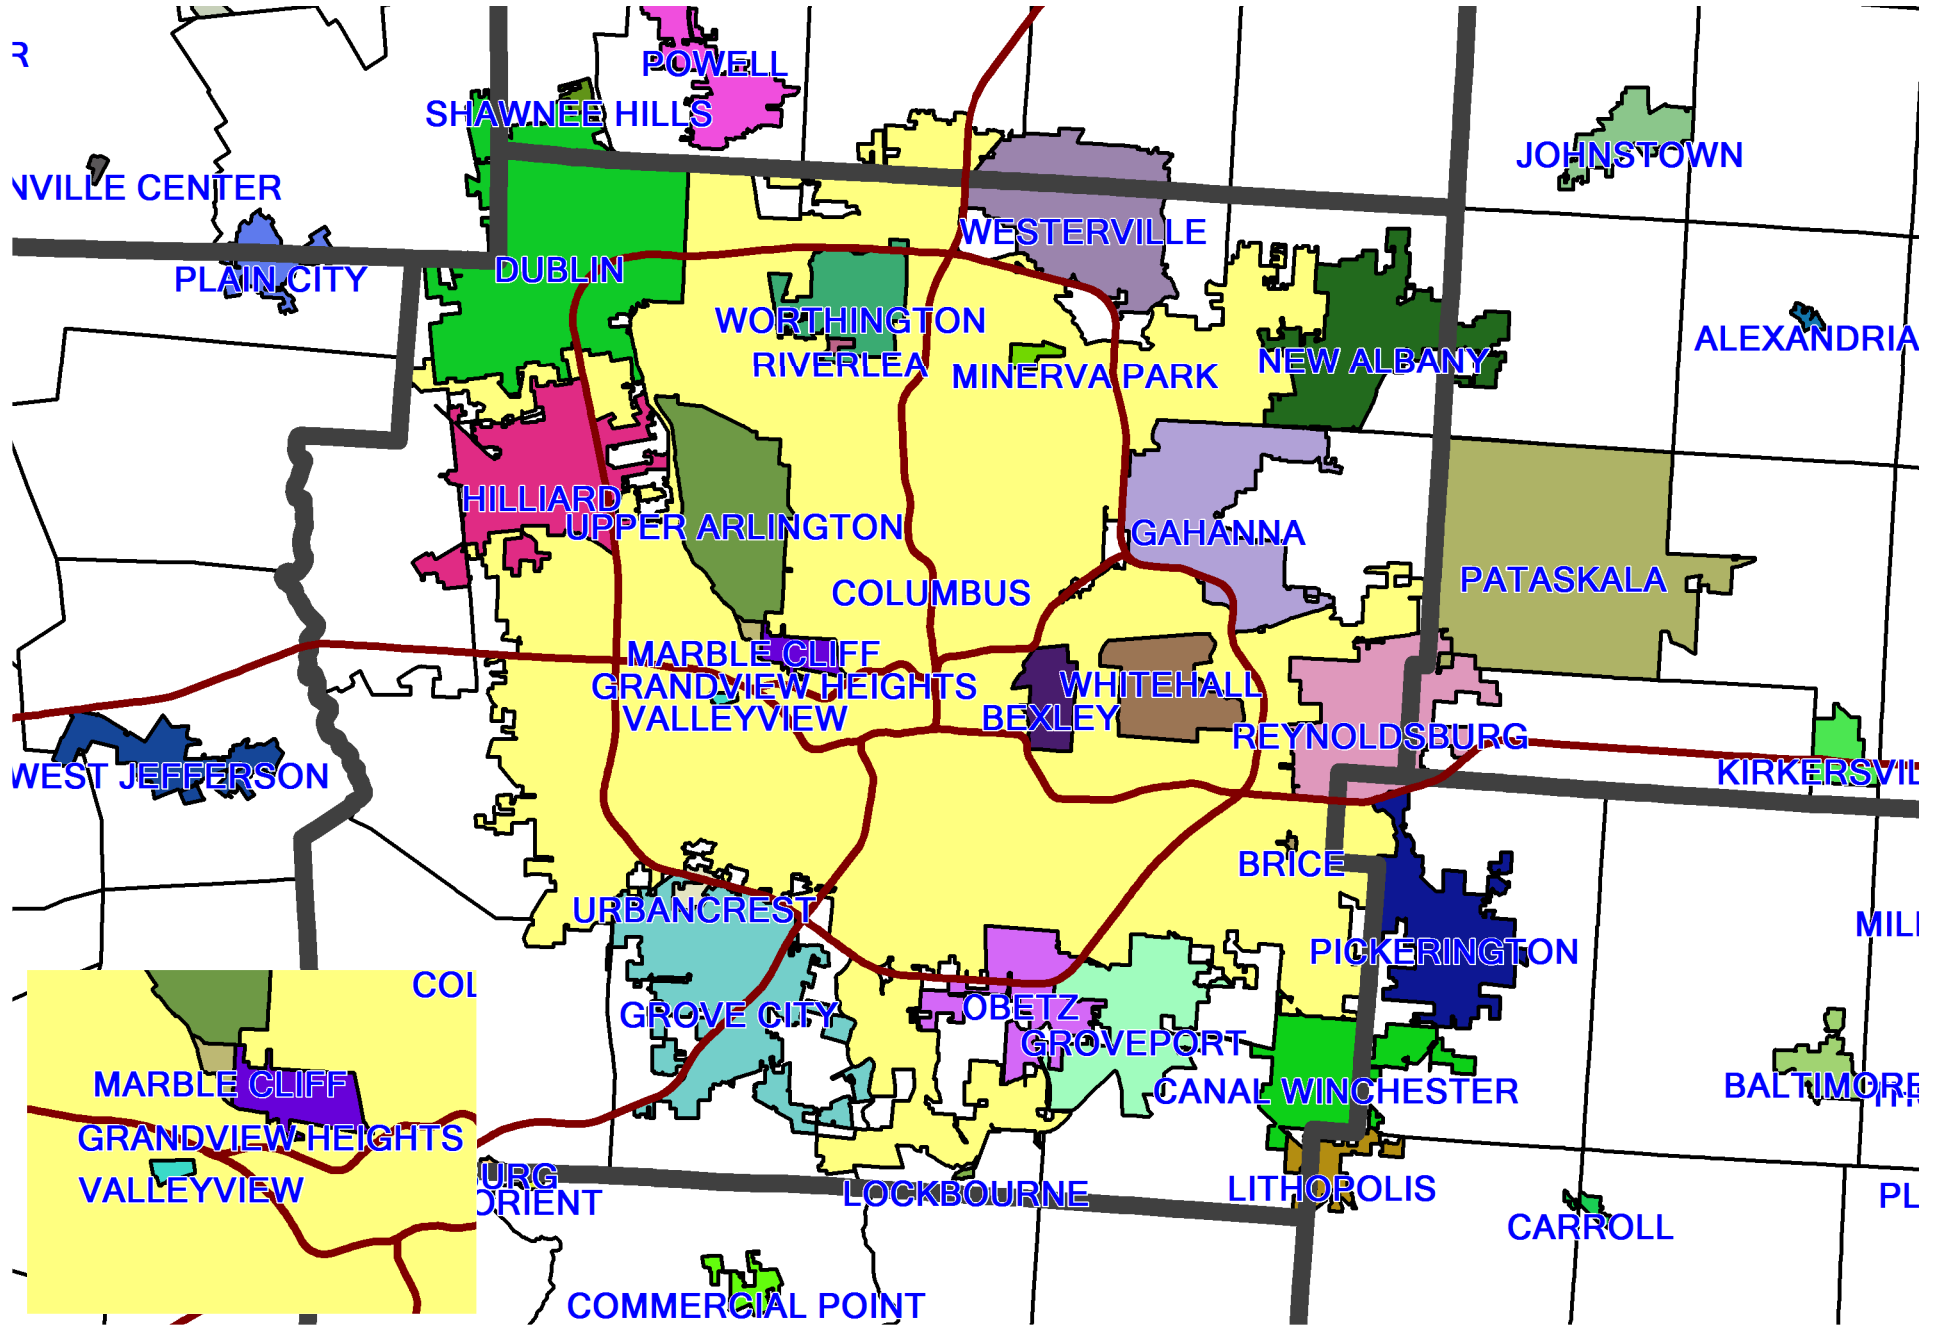 R
POWELL
SHAWNEE HILLS
JOHNSTOWN
NVILLE CENTER
WESTERVILLE
PLAIN CITY
DUBLIN
WORTHINGTON
ALEXANDRIA
RIVERLEA
MINERVA PARK
NEW ALBANY
HILLIARD
UPPER ARLINGTON
GAHANNA
COLUMBUS
PATASKALA
MARBLE CLIFF
GRANDVIEW HEIGHTS
WHITEHALL
VALLEYVIEW
BEXLEY
REYNOLDSBURG
WEST JEFFERSON
KIRKERSVIL
BRICE
URBANCREST
MILL
PICKERINGTON
COL
GROVE CITY
OBETZ
GROVEPORT
MARBLE CLIFF
CANAL WINCHESTER
BALTIMORE
GRANDVIEW HEIGHTS
VALLEYVIEW
URG
ORIENT
LOCKBOURNE
LITHOPOLIS
PL
CARROLL
COMMERCIAL POINT